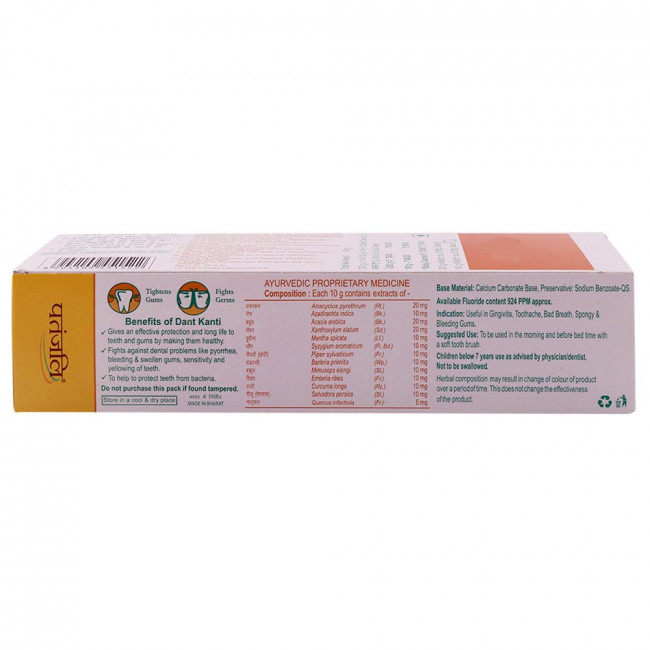 पतंजलि®
Tightens
Gums
Fights
Germs
Benefits of Dant Kanti
✓ Gives an effective protection and long life to
teeth and gums by making them healthy.
✓ Fights against dental problems like pyorrhea,
bleeding & swollen gums, sensitivity and
yellowing of teeth.
✓ To help to protect teeth from bacteria.
Do not purchase this pack if found tampered.
Store in a cool & dry place
भारत में निर्मित
MADE IN BHARAT
AYURVEDIC PROPRIETARY MEDICINE
Composition : Each 10 g contains extracts of -
अकरकरा Anacyclus pyrethrum (Rt.) 20 mg
नीम Azadirachta indica (Bk.) 10 mg
बबूल Acacia arabica (Bk.) 20 mg
तोमर Xanthoxylum alatum (Sd.) 20 mg
पुदीना Mentha spicata (Lf.) 10 mg
लौंग Syzygium aromaticum (Fl. Bd.) 10 mg
पिप्पली (छोटी) Piper sylvaticum (Fr.) 10 mg
वज्रदन्ती Barleria prionitis (Wp.) 10 mg
बकुल Mimusops elengi (St.) 10 mg
विडंग Embelia ribes (Fr.) 10 mg
हल्दी Curcuma longa (Rz.) 10 mg
पीलू Salvadora persica (St.) 10 mg
माजूफल Quercus infectoria (Fr.) - 5 mg
Base Material: Calcium Carbonate Base, Preservative: Sodium Benzoate-QS.
Available Fluoride content 924 PPM approx.
Indication: Useful in Gingivitis, Toothache, Bad Breath, Spongy &
Bleeding Gums.
Suggested Use: To be used in the morning and before bed time with
a soft tooth brush.
Children below 7 years use as advised by physician/dentist.
Not to be swallowed.
Herbal composition may result in change of colour of product
over a period of time. This does not change the effectiveness
of the product.